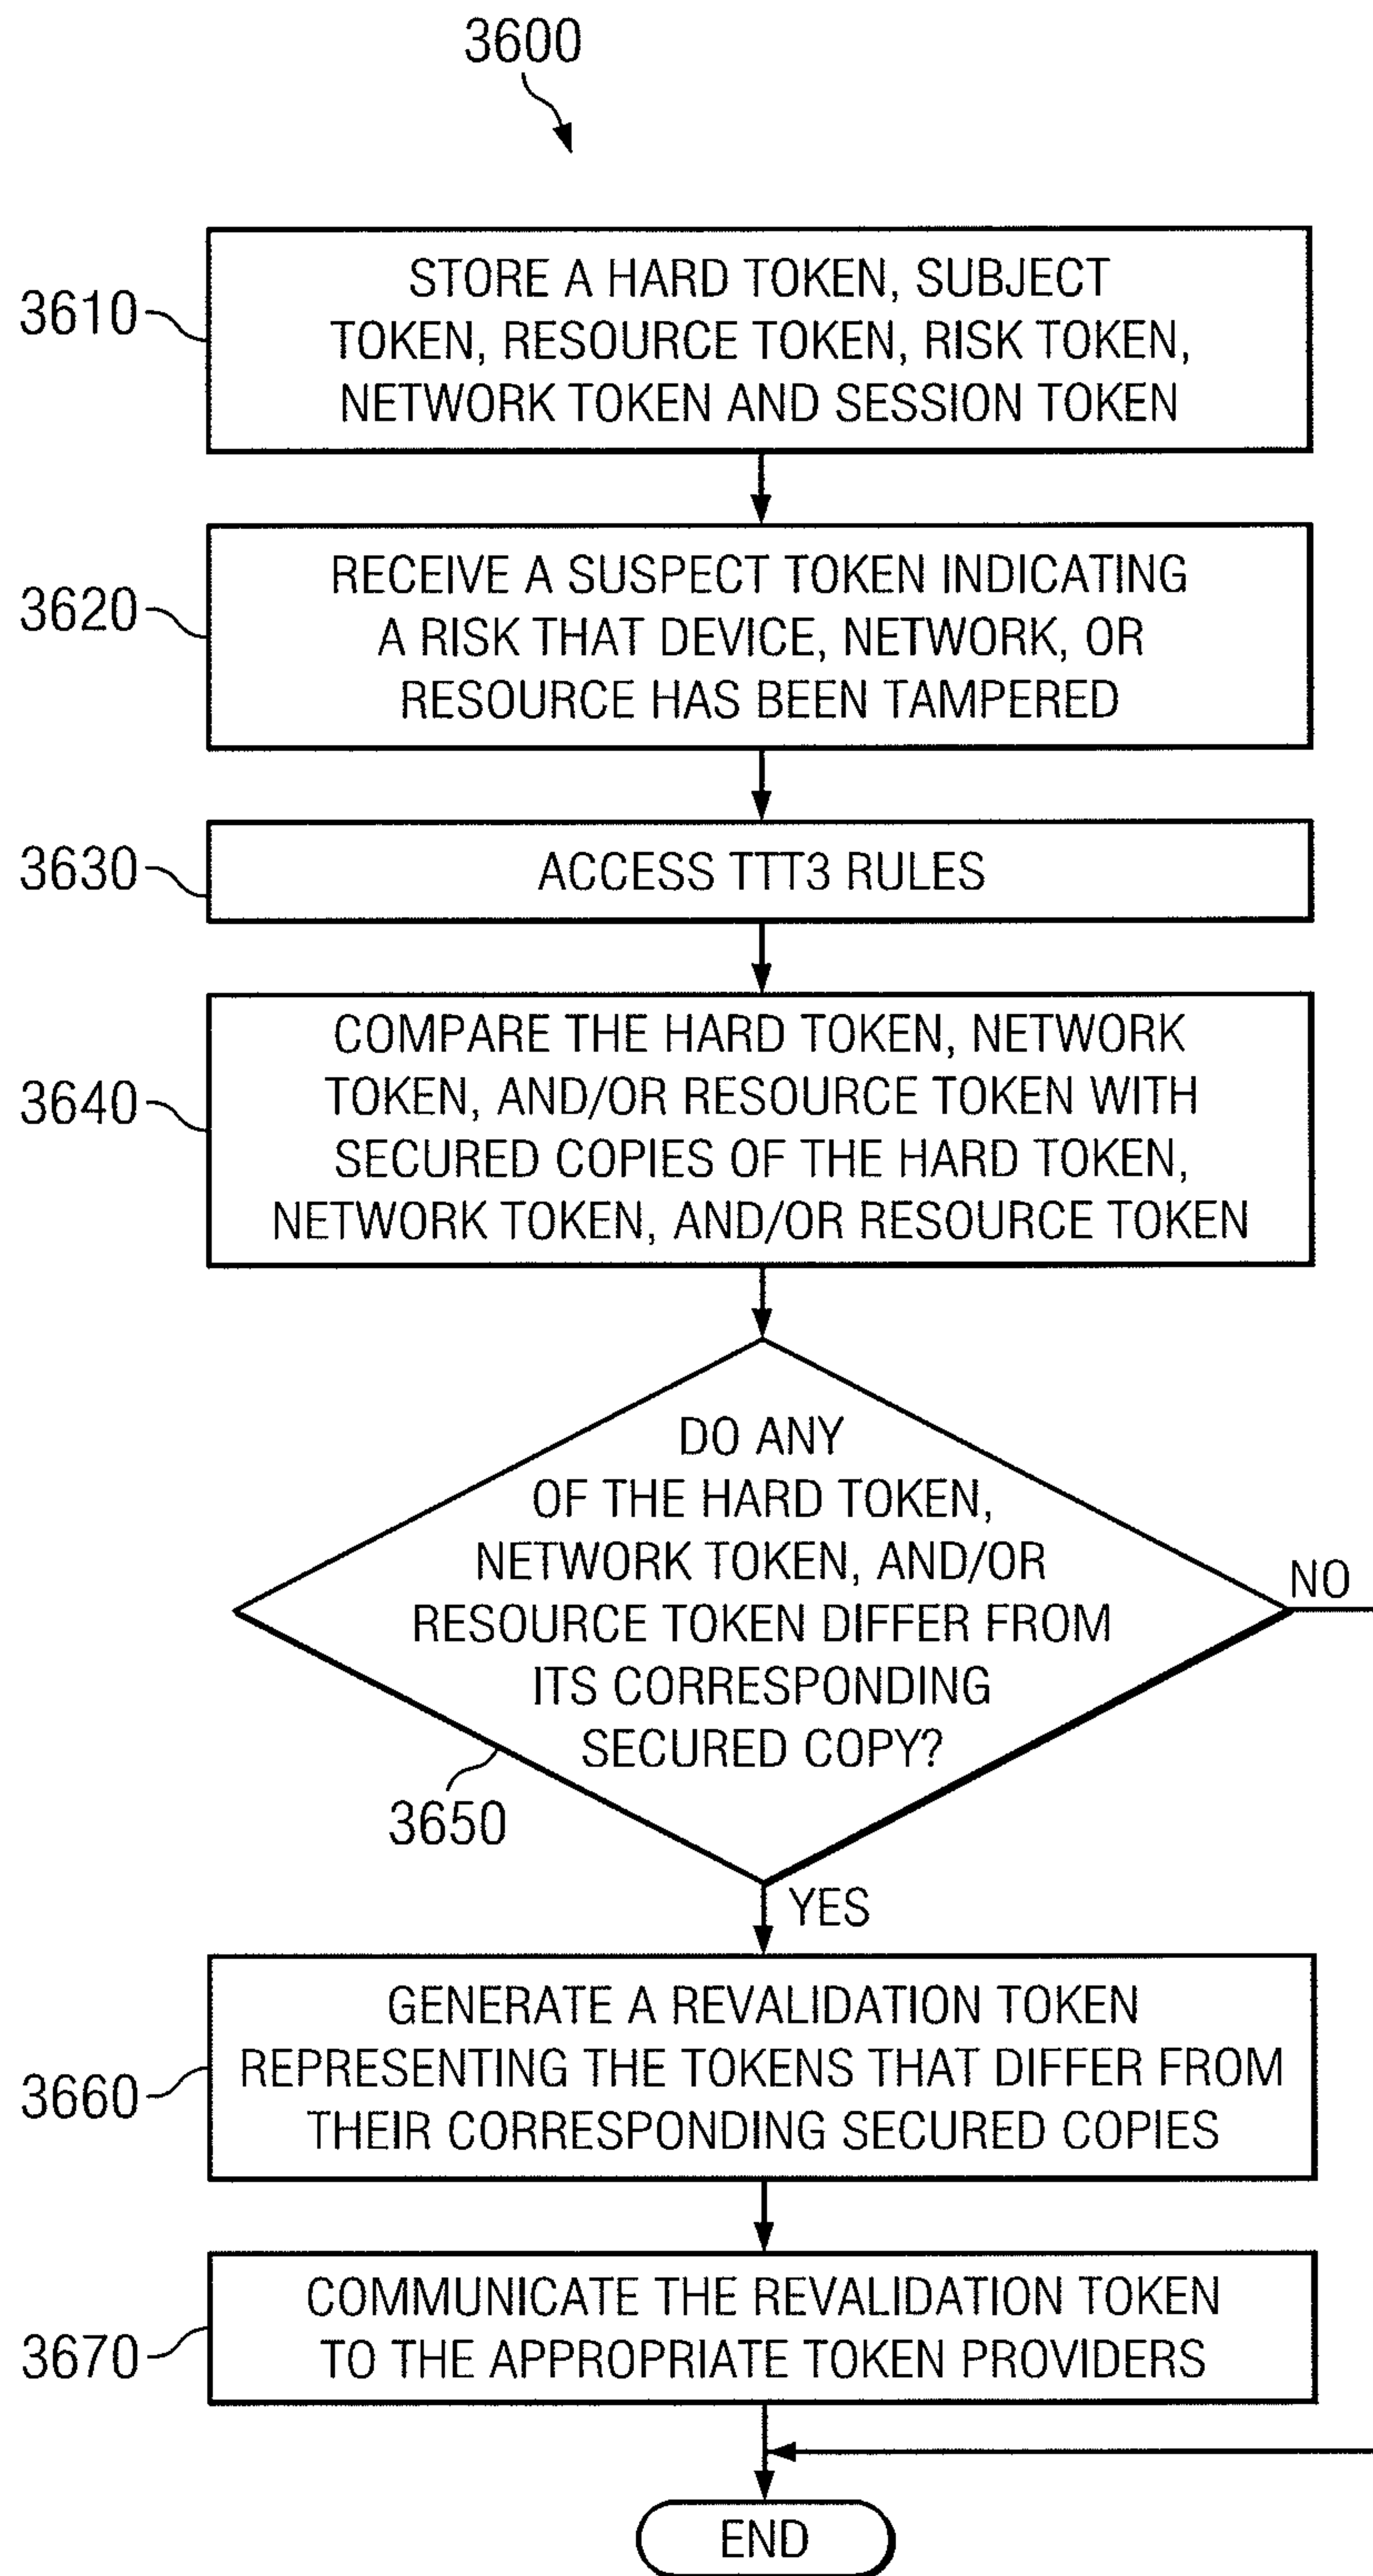 3600
3610
STORE A HARD TOKEN, SUBJECT
TOKEN, RESOURCE TOKEN, RISK TOKEN,
NETWORK TOKEN AND SESSION TOKEN
3620
RECEIVE A SUSPECT TOKEN INDICATING
A RISK THAT DEVICE, NETWORK, OR
RESOURCE HAS BEEN TAMPERED
3630
ACCESS TTT3 RULES
3640
COMPARE THE HARD TOKEN, NETWORK
TOKEN, AND/OR RESOURCE TOKEN WITH
SECURED COPIES OF THE HARD TOKEN,
NETWORK TOKEN, AND/OR RESOURCE TOKEN
DO ANY
OF THE HARD TOKEN,
NETWORK TOKEN, AND/OR
RESOURCE TOKEN DIFFER FROM
ITS CORRESPONDING
SECURED COPY?
NO
3650
YES
3660
GENERATE A REVALIDATION TOKEN
REPRESENTING THE TOKENS THAT DIFFER FROM
THEIR CORRESPONDING SECURED COPIES
3670
COMMUNICATE THE REVALIDATION TOKEN
TO THE APPROPRIATE TOKEN PROVIDERS
END